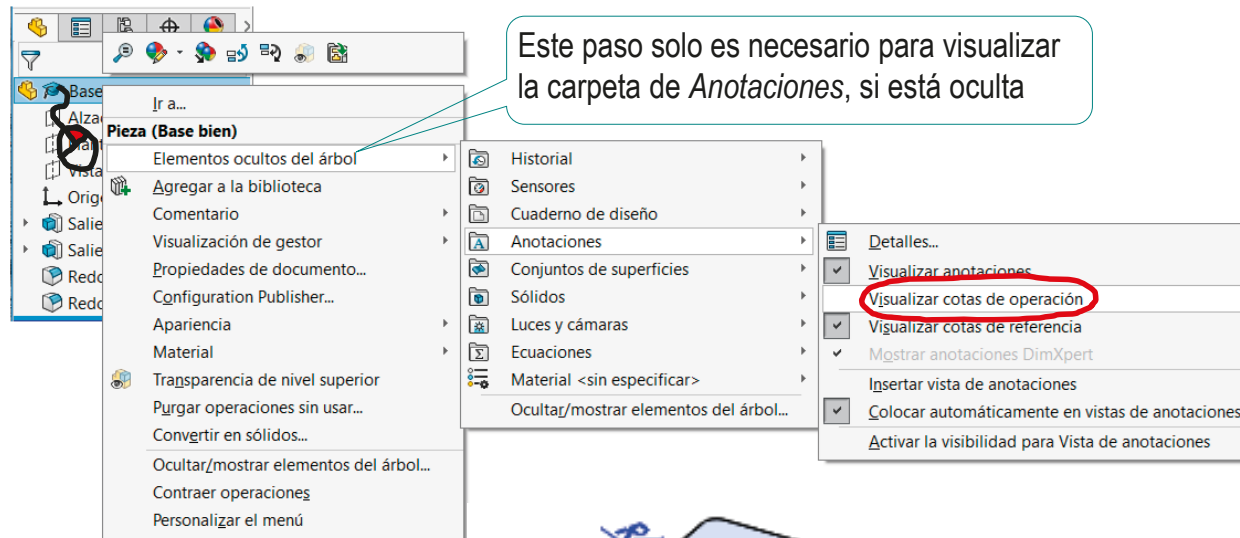 Este paso solo es necesario para visualizar
la carpeta de Anotaciones, si está oculta
Base
Alza
Plant
Vista
Orige
Salie
Salie
Redo
Redo
Ir a...
Pieza (Base bien)
Elementos ocultos del árbol
Agregar a la biblioteca
Comentario
Visualización de gestor
Propiedades de documento...
Configuration Publisher...
Apariencia
Material
Transparencia de nivel superior
Purgar operaciones sin usar...
Convertir en sólidos...
Ocultar/mostrar elementos del árbol...
Contraer operaciones
Personalizar el menú
Historial
Sensores
Cuaderno de diseño
Anotaciones
Conjuntos de superficies
Sólidos
Luces y cámaras
Ecuaciones
Material <sin especificar>
Ocultar/mostrar elementos del árbol...
Detalles...
Visualizar anotaciones
Visualizar cotas de operación
Visualizar cotas de referencia
Mostrar anotaciones DimXpert
Insertar vista de anotaciones
Colocar automáticamente en vistas de anotaciones
Activar la visibilidad para Vista de anotaciones